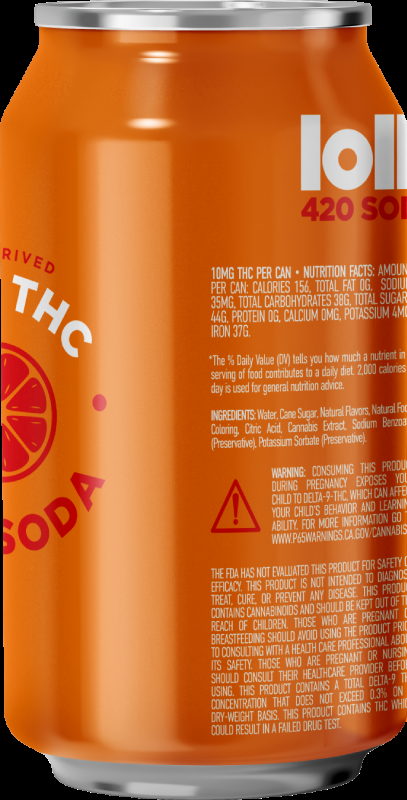 RIVED
THC
SODA
loll
420 SO
10MG THC PER CAN • NUTRITION FACTS: AMOUN
PER CAN: CALORIES 156, TOTAL FAT 0G, SODIU
35MG, TOTAL CARBOHYDRATES 38G, TOTAL SUGAR
44G, PROTEIN 0G, CALCIUM 0MG, POTASSIUM 4M
IRON 37G.
*The % Daily Value (DV) tells you how much a nutrient in
serving of food contributes to a daily diet. 2,000 calories
day is used for general nutrition advice.
INGREDIENTS: Water, Cane Sugar, Natural Flavors, Natural Foo
Coloring, Citric Acid, Cannabis Extract, Sodium Benzoa
(Preservative), Potassium Sorbate (Preservative).
WARNING: CONSUMING THIS PRODU
DURING PREGNANCY EXPOSES YOU
CHILD TO DELTA-9-THC, WHICH CAN AFFE
YOUR CHILD'S BEHAVIOR AND LEARNIN
ABILITY. FOR MORE INFORMATION GO T
WWW.P65WARNINGS.CA.GOV/CANNABIS
THE FDA HAS NOT EVALUATED THIS PRODUCT FOR SAFETY O
EFFICACY. THIS PRODUCT IS NOT INTENDED TO DIAGNOS
TREAT, CURE, OR PREVENT ANY DISEASE. THIS PRODUC
CONTAINS CANNABINOIDS AND SHOULD BE KEPT OUT OF T
REACH OF CHILDREN. THOSE WHO ARE PREGNANT O
BREASTFEEDING SHOULD AVOID USING THE PRODUCT PRIO
TO CONSULTING WITH A HEALTH CARE PROFESSIONAL ABO
ITS SAFETY. THOSE WHO ARE PREGNANT OR NURSIN
SHOULD CONSULT THEIR HEALTHCARE PROVIDER BEFOR
USING. THIS PRODUCT CONTAINS A TOTAL DELTA-9 TH
CONCENTRATION THAT DOES NOT EXCEED 0.3% ON
DRY-WEIGHT BASIS. THIS PRODUCT CONTAINS THC WHIC
COULD RESULT IN A FAILED DRUG TEST.